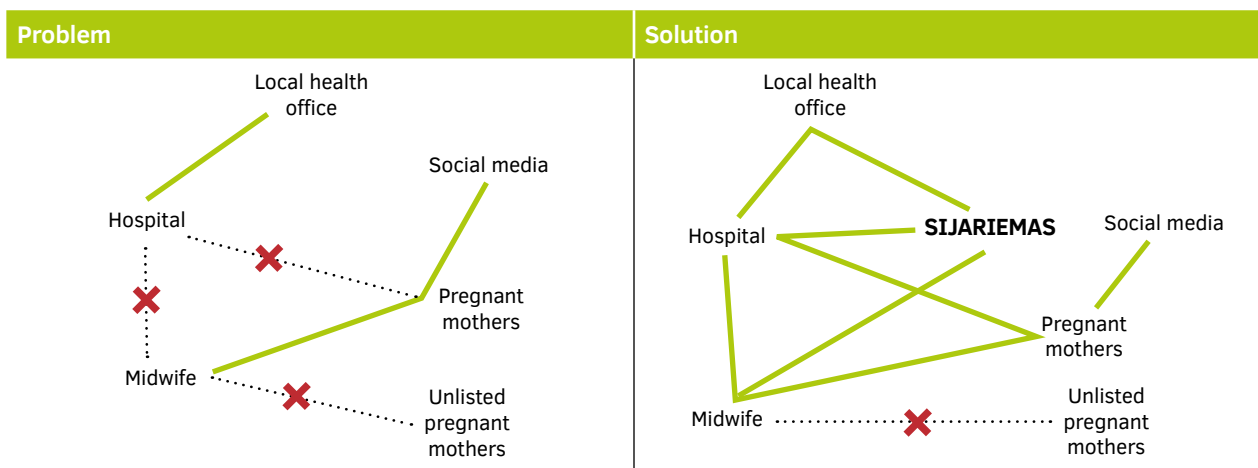 Problem
Local health
office
Social media
Hospital
Pregnant
mothers
Midwife
Unlisted
pregnant
mothers
Solution
Local health
office
Social media
SIJARIEMAS
Hospital
Pregnant
mothers
Midwife
Unlisted
pregnant
mothers